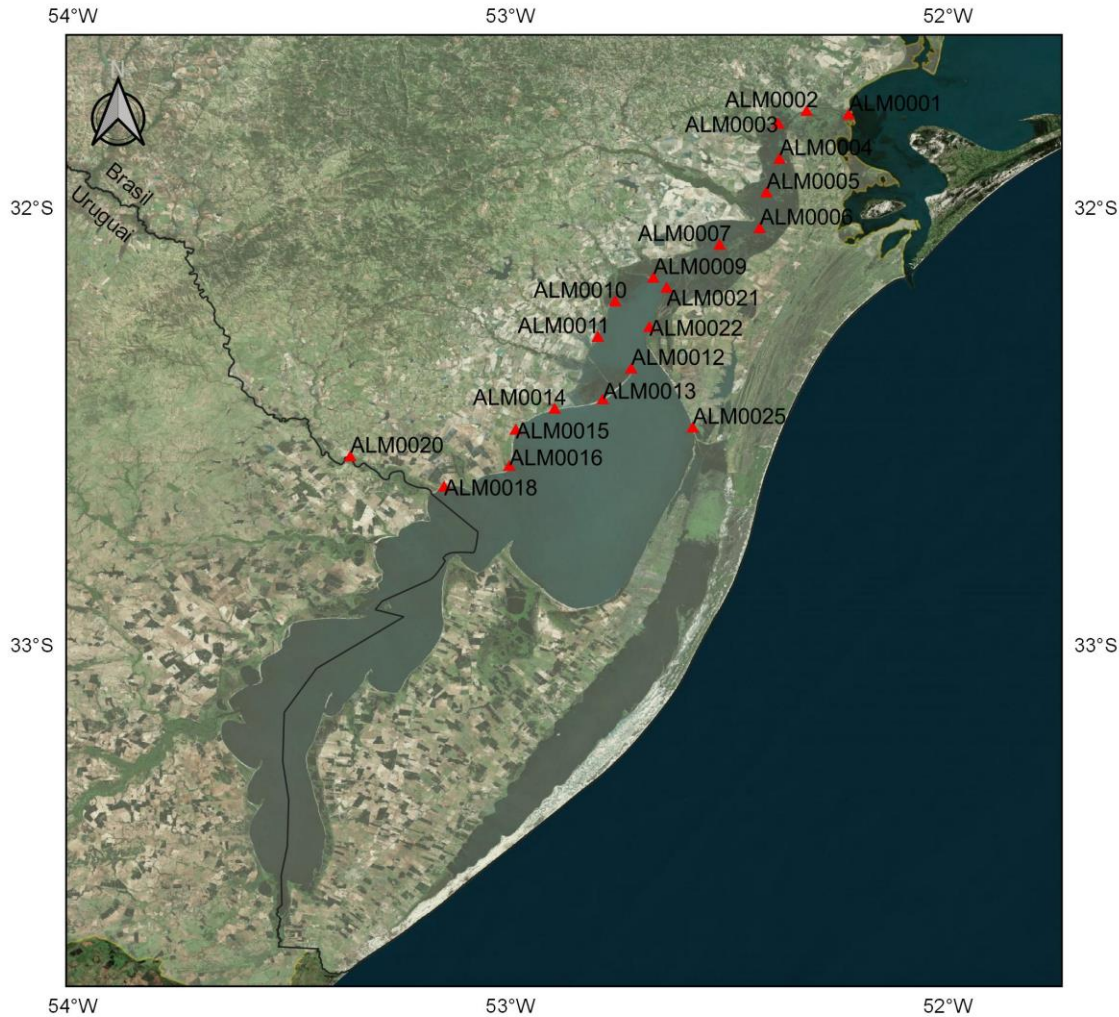 54°W
53°W
52°W
N
ALM0002
ALM0001
ALM0003
ALM0004
Brasil
Uruguai
ALM0005
32°S
32°S
ALM0006
ALM0007
ALM0009
ALM0010
ALM0021
ALM0011
ALM0022
ALM0012
ALM0014
ALM0013
ALM0025
ALM0015
ALM0020
ALM0016
ALM0018
33°S
33°S
54°W
53°W
52°W